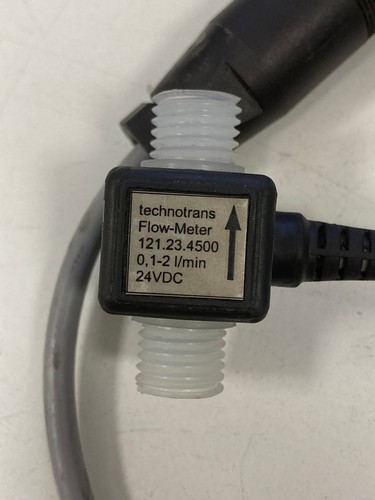 technotrans
Flow-Meter
121.23.4500
0,1-2 l/min
24VDC